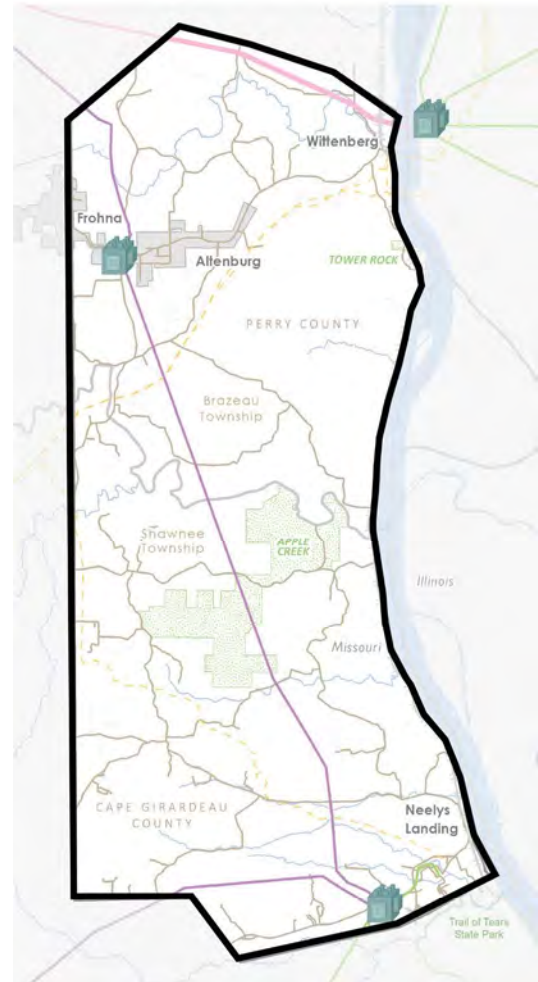 Wittenberg
Frohna
Altenburg
TOWER ROCK
PERRY COUNTY
Brazeau
Township
Shawnee
Township
APPLE
CREEK
Illinois
Missouri
CAPE GIRARDEAU
COUNTY
Neelys
Landing
Trail of Tears
State Park